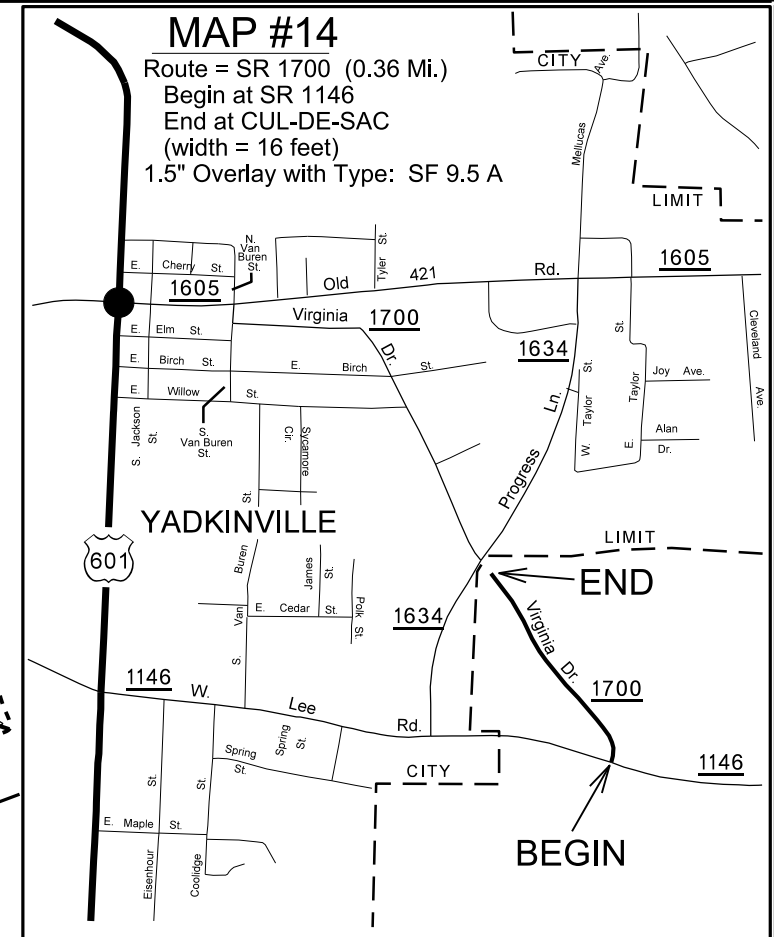 MAP #14
Route = SR 1700 (0.36 Mi.)
Begin at SR 1146
End at CUL-DE-SAC
(width = 16 feet)
1.5" Overlay with Type: SF 9.5 A
CITY
Mellucas Ave.
LIMIT
N.
Van
Buren
St.
Tyler St.
E. Cherry St.
1605
Old 421 Rd.
1605
Virginia Dr.
1700
E. Elm St.
E. Birch St.
E. Birch St.
E. Willow St.
S. Jackson St.
S.
Van Buren
St.
Sycamore Cir.
1634
Progress Ln.
W. Taylor St.
E. Taylor St.
Joy Ave.
Alan
Dr.
Cleveland Ave.
YADKINVILLE
601
S. Van Buren St.
James St.
Polk St.
E. Cedar St.
LIMIT
END
1634
Virginia Dr.
1700
1146
W. Lee Rd.
1146
Spring St.
Spring St.
CITY
BEGIN
E. Maple St.
Eisenhour St.
Coolidge St.